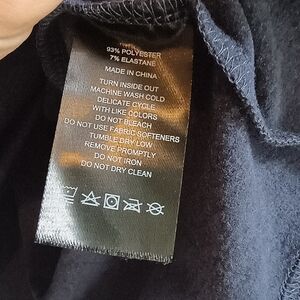 93% POLYESTER
7% ELASTANE
MADE IN CHINA
TURN INSIDE OUT
MACHINE WASH COLD
DELICATE CYCLE
WITH LIKE COLORS
DO NOT BLEACH
DO NOT USE FABRIC SOFTENERS
TUMBLE DRY LOW
REMOVE PROMPTLY
DO NOT IRON
DO NOT DRY CLEAN